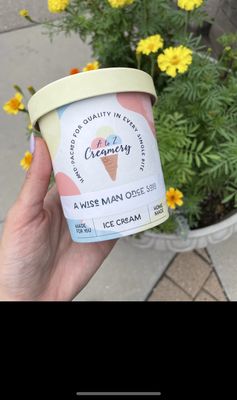 HAND-PACKED FOR QUALITY IN EVERY SINGLE BITE
A to Z
Creamery
A WISE MAN ONCE SAID
MADE
FOR YOU
ICE CREAM
HOME
MADE